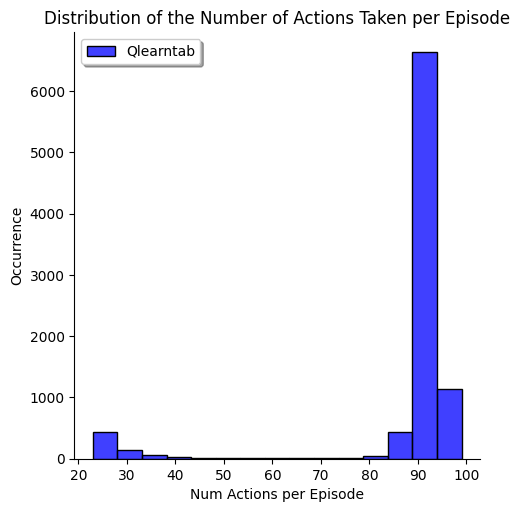 Distribution of the Number of Actions Taken per Episode
Qlearntab
6000
5000
4000
3000
2000
1000
0
Occurrence
20 30 40 50 60 70 80 90 100
Num Actions per Episode